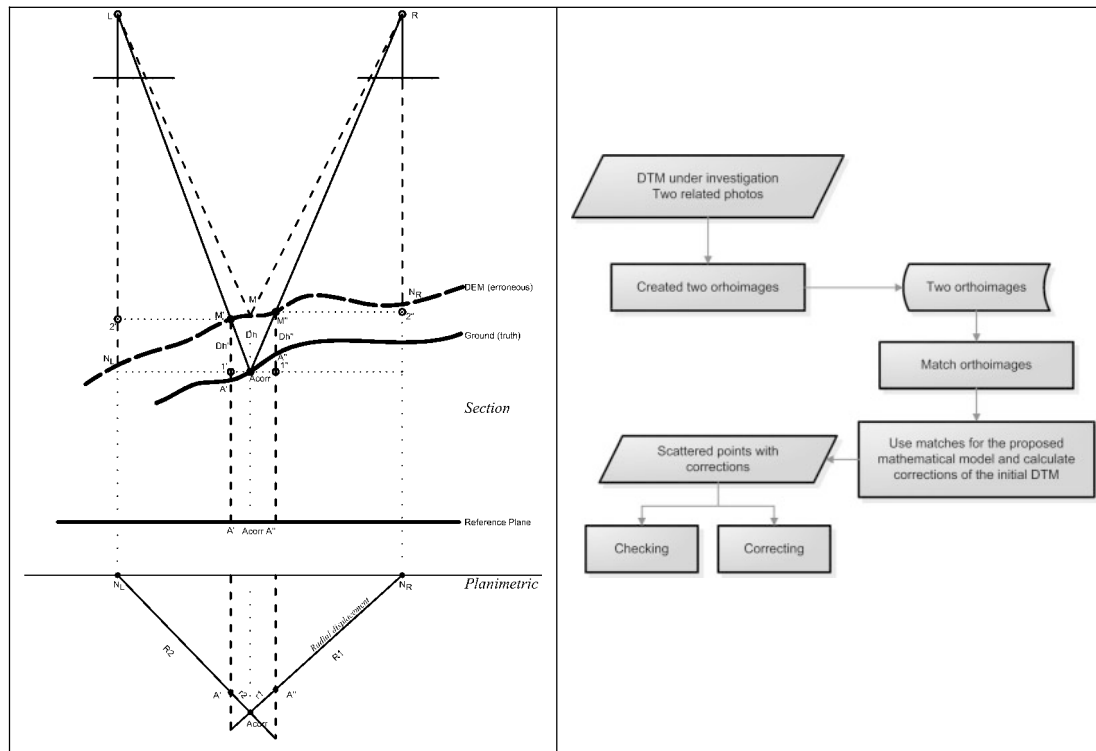 L
R
M
N_R
DEM (erroneous)
M'
M"
2'
2"
Dh
Ground (truth)
Dh'
Dh"
N_L
A"
1'
1"
Acorr
A'
Section
Reference Plane
A' Acorr A"
N_L
N_R
Planimetric
Radial displacement
R2
R1
A'
r2
r1
A"
Acorr
DTM under investigation
Two related photos
Created two orhoimages
Two orthoimages
Match orthoimages
Use matches for the proposed
mathematical model and calculate
corrections of the initial DTM
Scattered points with
corrections
Checking
Correcting